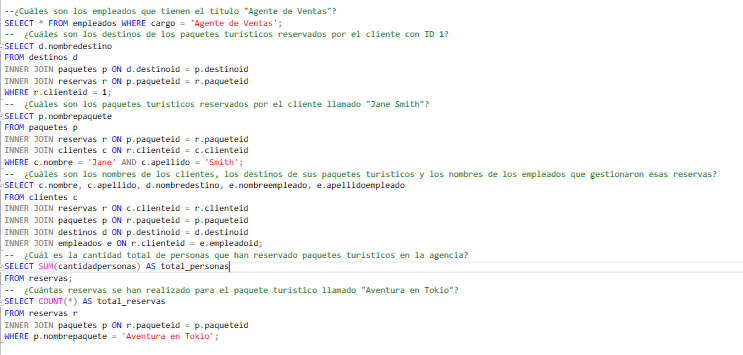 --¿Cuáles son los empleados que tienen el título "Agente de Ventas"?
SELECT * FROM empleados WHERE cargo = 'Agente de Ventas';
-- ¿Cuáles son los destinos de los paquetes turísticos reservados por el cliente con ID 1?
SELECT d.nombredestino
FROM destinos d
INNER JOIN paquetes p ON d.destinoid = p.destinoid
INNER JOIN reservas r ON p.paqueteid = r.paqueteid
WHERE r.clienteid = 1;
-- ¿Cuáles son los paquetes turísticos reservados por el cliente llamado "Jane Smith"?
SELECT p.nombrepaquete
FROM paquetes p
INNER JOIN reservas r ON p.paqueteid = r.paqueteid
INNER JOIN clientes c ON r.clienteid = c.clienteid
WHERE c.nombre = 'Jane' AND c.apellido = 'Smith';
-- ¿Cuáles son los nombres de los clientes, los destinos de sus paquetes turísticos y los nombres de los empleados que gestionaron esas reservas?
SELECT c.nombre, c.apellido, d.nombredestino, e.nombreempleado, e.apellidoempleado
FROM clientes c
INNER JOIN reservas r ON c.clienteid = r.clienteid
INNER JOIN paquetes p ON r.paqueteid = p.paqueteid
INNER JOIN destinos d ON p.destinoid = d.destinoid
INNER JOIN empleados e ON r.clienteid = e.empleadoid;
-- ¿Cuál es la cantidad total de personas que han reservado paquetes turísticos en la agencia?
SELECT SUM(cantidadpersonas) AS total_personas
FROM reservas;
-- ¿Cuántas reservas se han realizado para el paquete turístico llamado "Aventura en Tokio"?
SELECT COUNT(*) AS total_reservas
FROM reservas r
INNER JOIN paquetes p ON r.paqueteid = p.paqueteid
WHERE p.nombrepaquete = 'Aventura en Tokio';